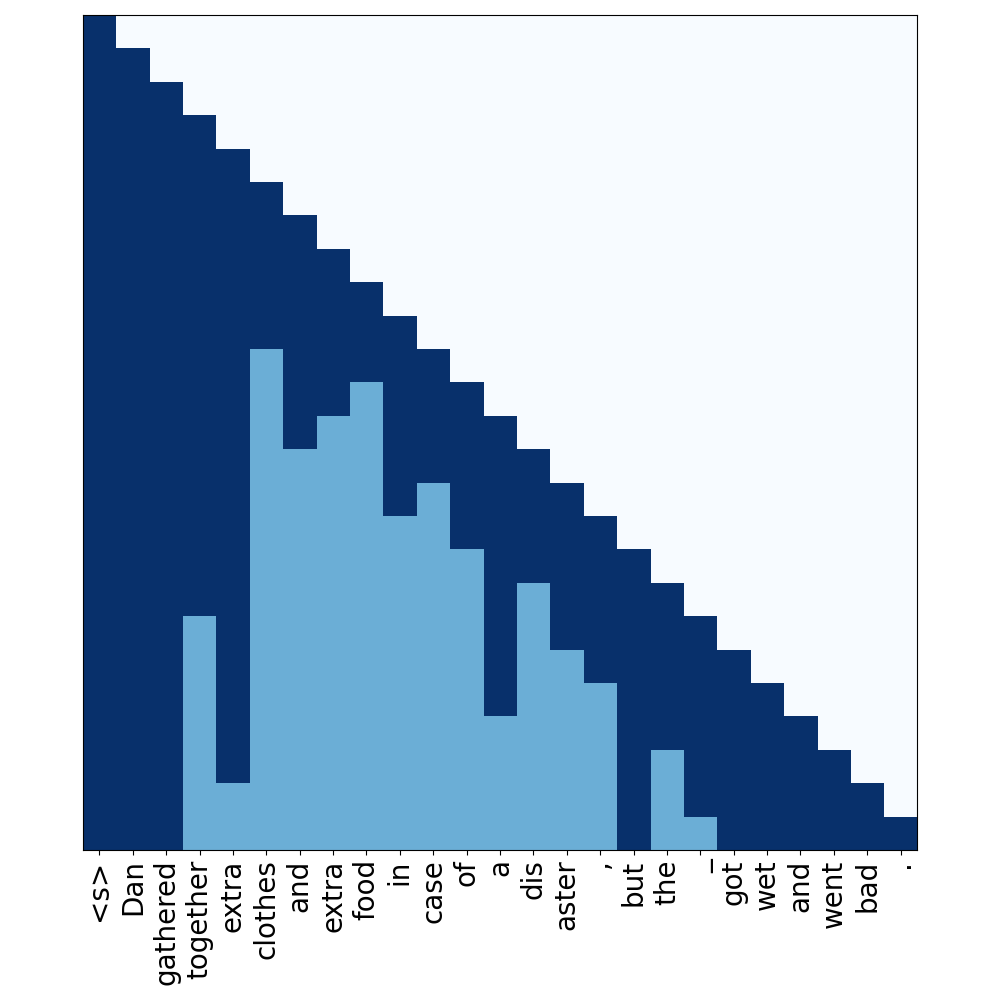 <s>
Dan
gathered
together
extra
clothes
and
extra
food
in
case
of
a
dis
aster
,
but
the
_
got
wet
and
went
bad
.